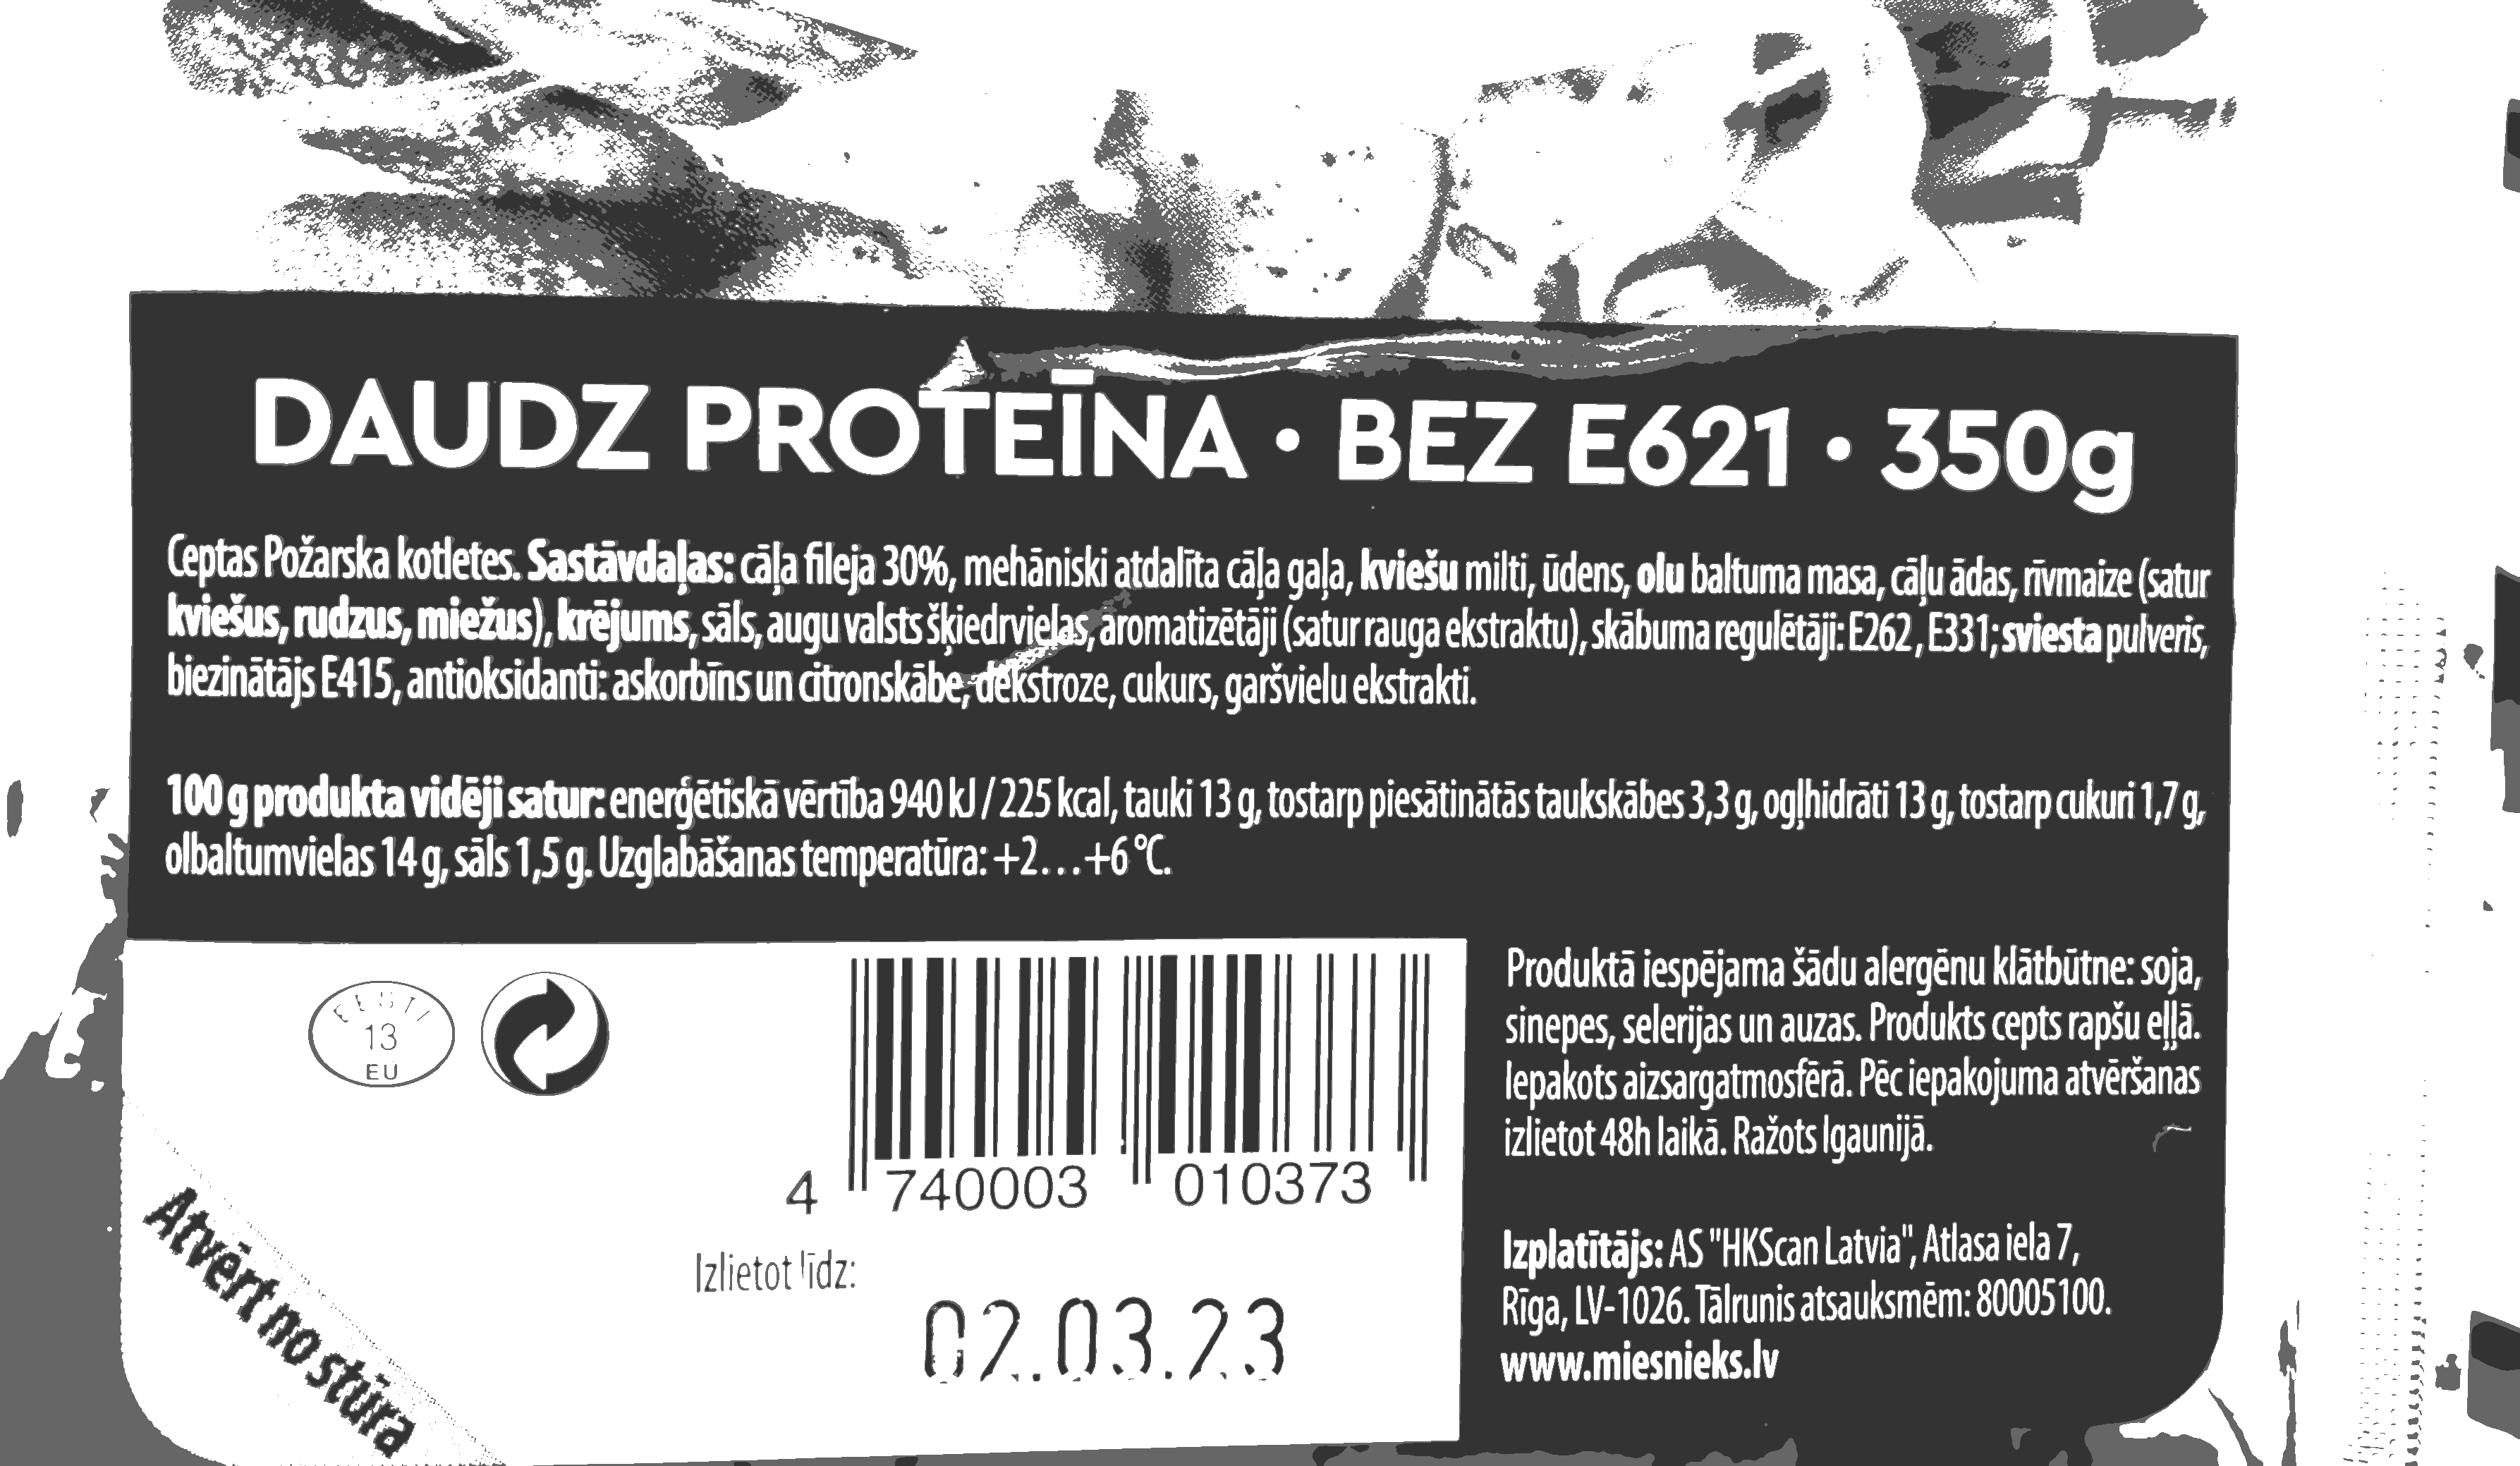 DAUDZ PROTEĪNA • BEZ E621 • 350g
Ceptas Požarska kotletes. Sastāvdaļas: cāļa fileja 30%, mehāniski atdalīta cāļa gaļa, kviešu milti, ūdens, olu baltuma masa, cāļu ādas, rīvmaize (satur
kviešus, rudzus, miežus), krējums, sāls, augu valsts šķiedrvielas, aromatizētāji (satur rauga ekstraktu), skābuma regulētāji: E262, E331; sviesta pulveris,
biezinātājs E415, antioksidanti: askorbīns un citronskābe, dekstroze, cukurs, garšvielu ekstrakti.
100 g produkta vidēji satur: enerģētiskā vērtība 940 kJ / 225 kcal, tauki 13 g, tostarp piesātinātās taukskābes 3,3 g, ogļhidrāti 13 g, tostarp cukuri 1,7 g,
olbaltumvielas 14 g, sāls 1,5 g. Uzglabāšanas temperatūra: +2...+6 °C.
EESTI
13
EU
4 740003 010373
Izlietot līdz:
02.03.23
Atvērt no stūra
Produktā iespējama šādu alergēnu klātbūtne: soja,
sinepes, selerijas un auzas. Produkts cepts rapšu eļļā.
Iepakots aizsargatmosfērā. Pēc iepakojuma atvēršanas
izlietot 48h laikā. Ražots Igaunijā.
Izplatītājs: AS "HKScan Latvia", Atlasa iela 7,
Rīga, LV-1026. Tālrunis atsauksmēm: 80005100.
www.miesnieks.lv